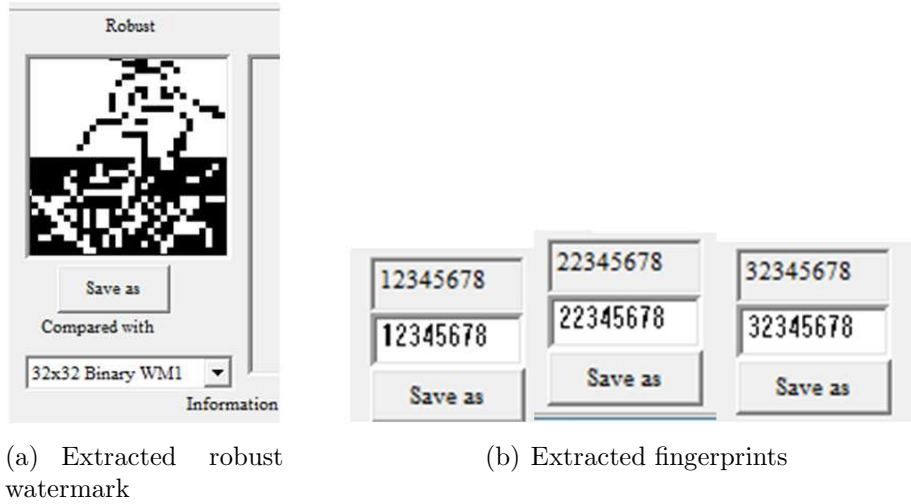 Robust
Save as
Compared with
32x32 Binary WM1
Information
12345678
12345678
Save as
22345678
22345678
Save as
32345678
32345678
Save as
(a) Extracted robust
watermark
(b) Extracted fingerprints